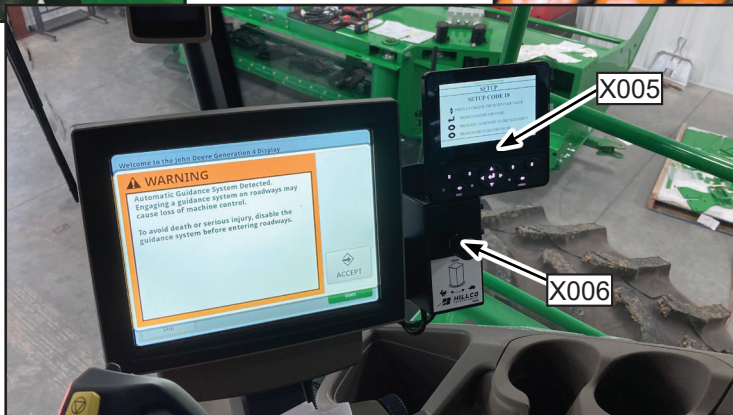 SETUP
SETUP CODE 18
X005
Welcome to the John Deere Generation 4 Display
WARNING
Automatic Guidance System Detected.
Engaging a guidance system on roadways may
cause loss of machine control.
To avoid death or serious injury, disable the
guidance system before entering roadways.
ACCEPT
Start
Skip
X006
HILLCO